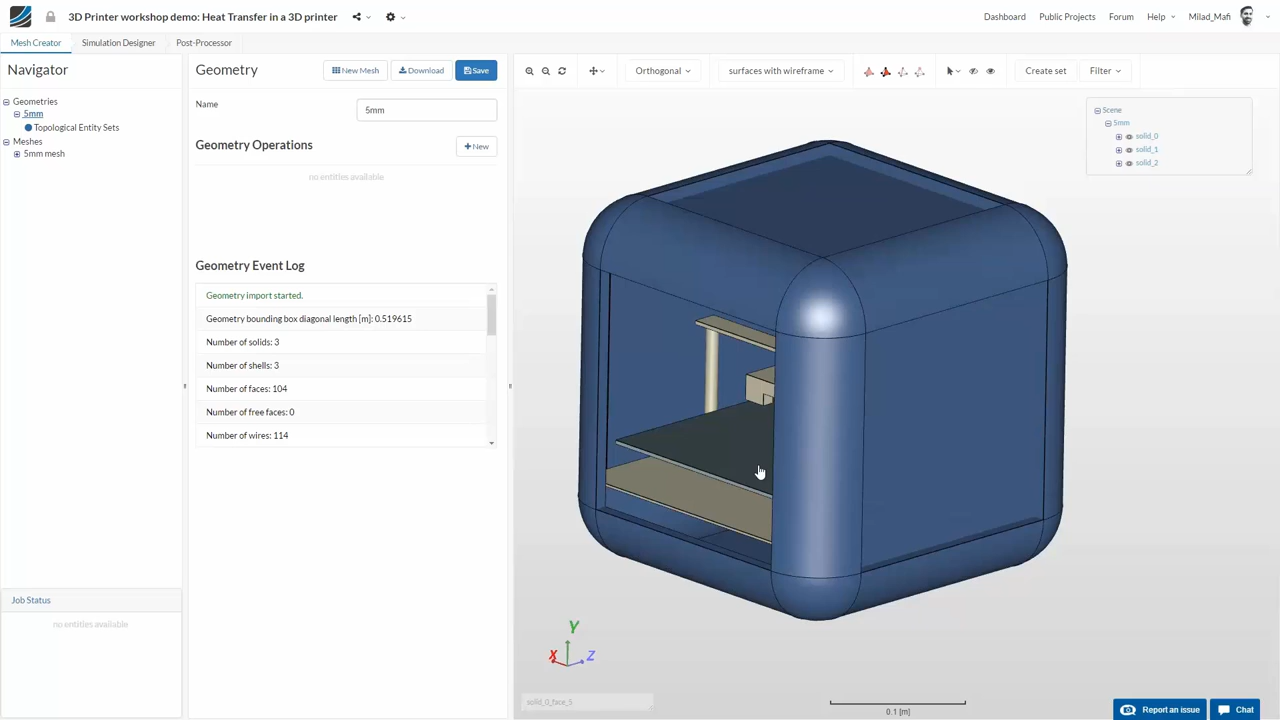 3D Printer workshop demo: Heat Transfer in a 3D printer
Dashboard
Public Projects
Forum
Help
Milad_Mafi
Mesh Creator
Simulation Designer
Post-Processor
Navigator
Geometries
5mm
Topological Entity Sets
Meshes
5mm mesh
Job Status
no entities available
Geometry
New Mesh
Download
Save
Name
5mm
Geometry Operations
New
no entities available
Geometry Event Log
Geometry import started.
Geometry bounding box diagonal length [m]: 0.519615
Number of solids: 3
Number of shells: 3
Number of faces: 104
Number of free faces: 0
Number of wires: 114
Orthogonal
surfaces with wireframe
Create set
Filter
Scene
5mm
solid_0
solid_1
solid_2
Y
X
Z
solid_0_face_5
0.1 [m]
Report an issue
Chat